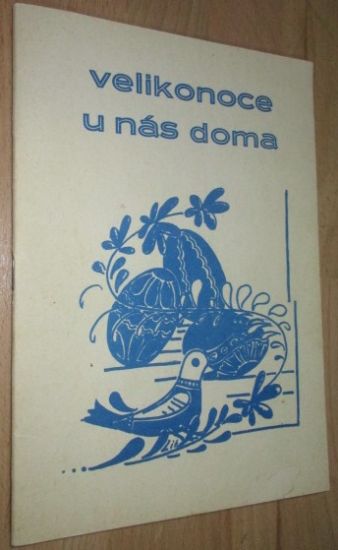 velikonoce
u nás doma